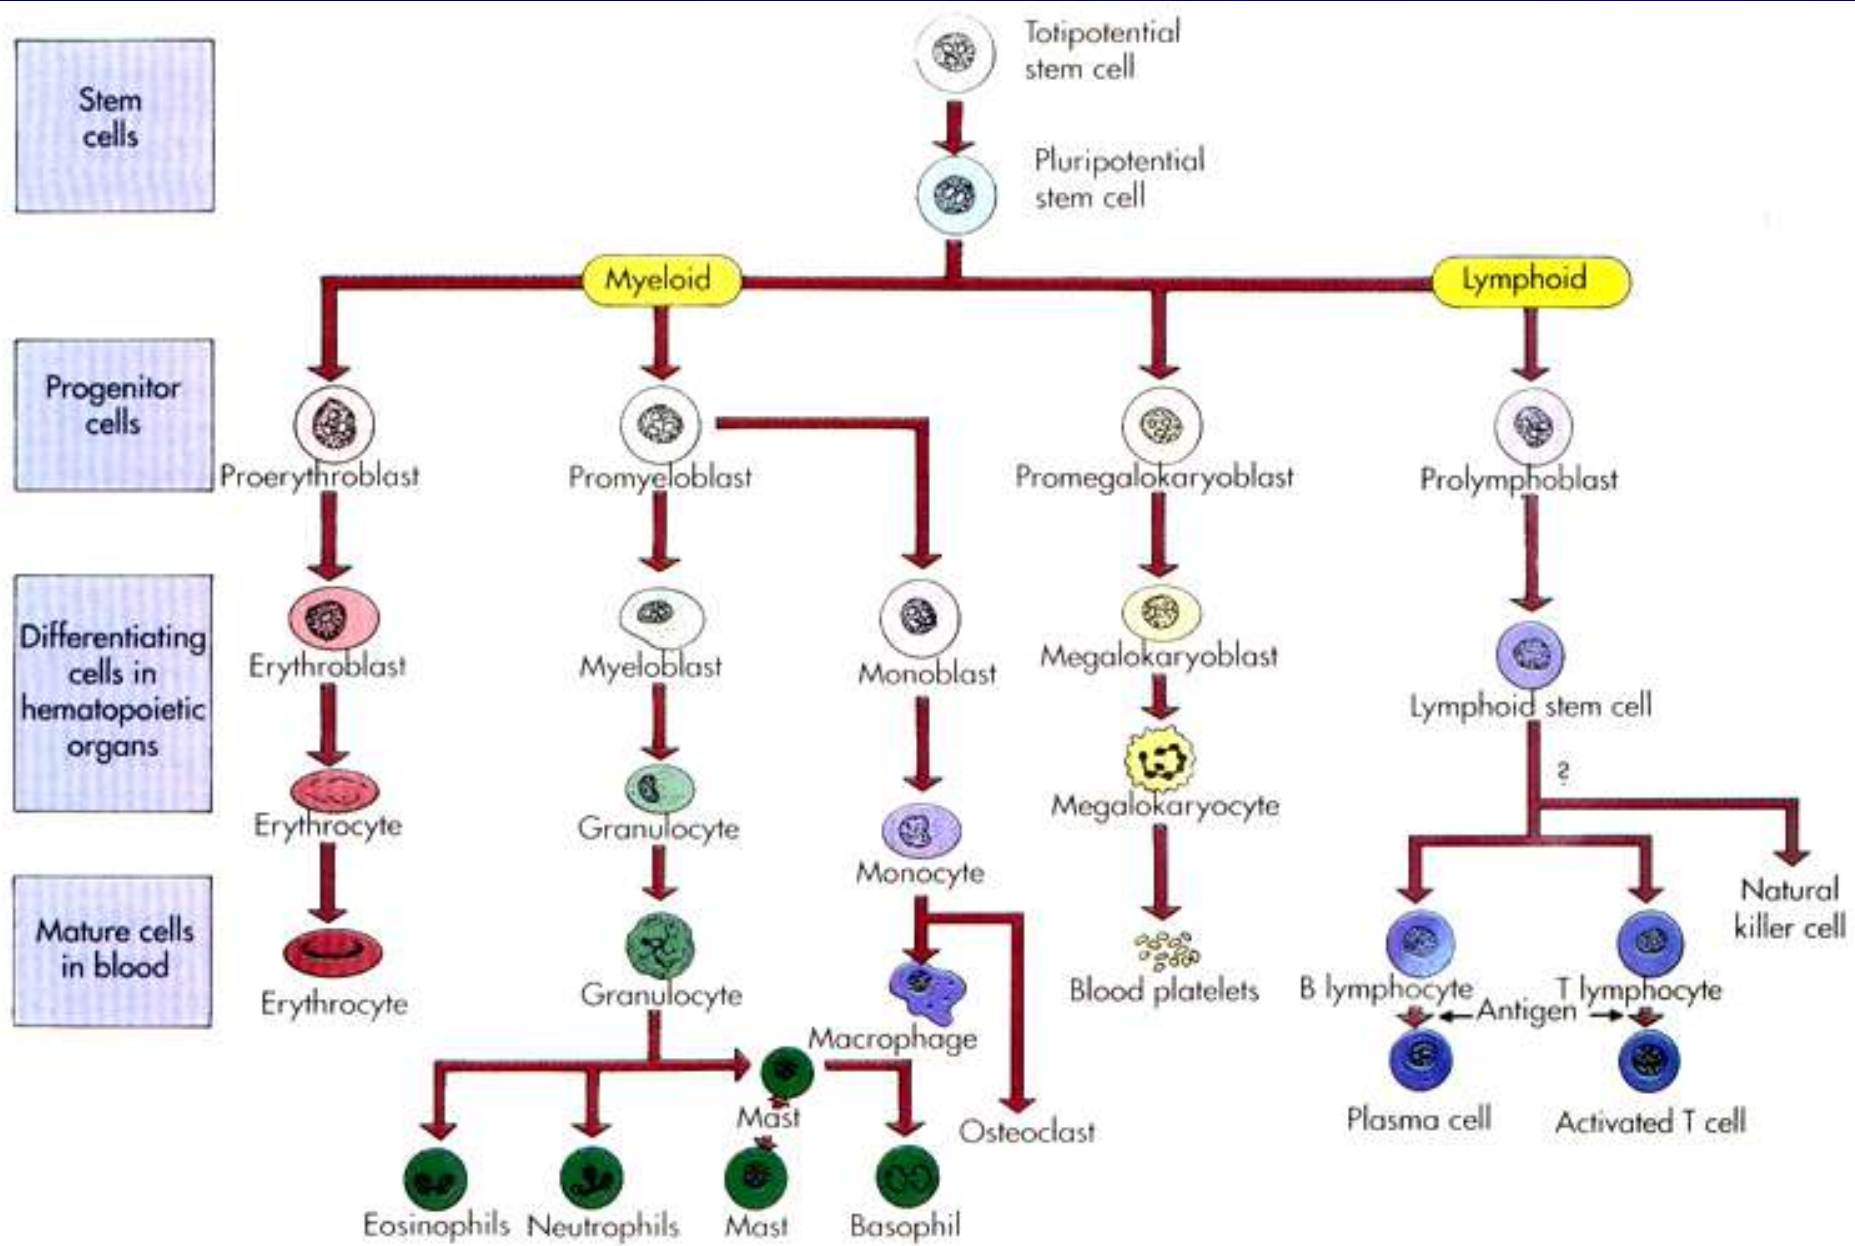 Totipotential
stem cell
Stem
cells
Pluripotential
stem cell
Myeloid
Lymphoid
Progenitor
cells
Proerythroblast
Promyeloblast
Promegalokaryoblast
Prolymphoblast
Differentiating
cells in
hematopoietic
organs
Erythroblast
Myeloblast
Monoblast
Megalokaryoblast
Lymphoid stem cell
?
Erythrocyte
Granulocyte
Monocyte
Megalokaryocyte
Natural
killer cell
Mature cells
in blood
Erythrocyte
Granulocyte
Macrophage
Blood platelets
B lymphocyte
T lymphocyte
Antigen
Mast
Osteoclast
Plasma cell
Activated T cell
Eosinophils
Neutrophils
Mast
Basophil